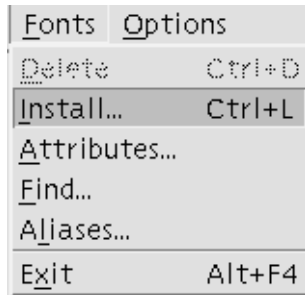 Fonts Options
Delete Ctrl+D
Install... Ctrl+L
Attributes...
Find...
Aliases...
Exit Alt+F4